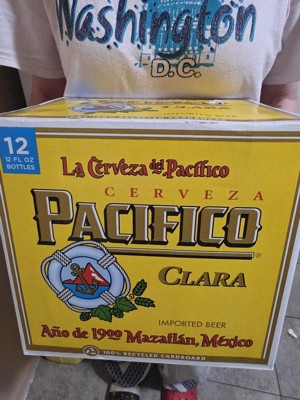 Washington
D.C.
12
12 FL OZ
BOTTLES
La Cerveza del Pacífico
CERVEZA
PACIFICO
CLARA
IMPORTED BEER
Año de 1900 Mazatlán, México
100% RECYCLED CARDBOARD